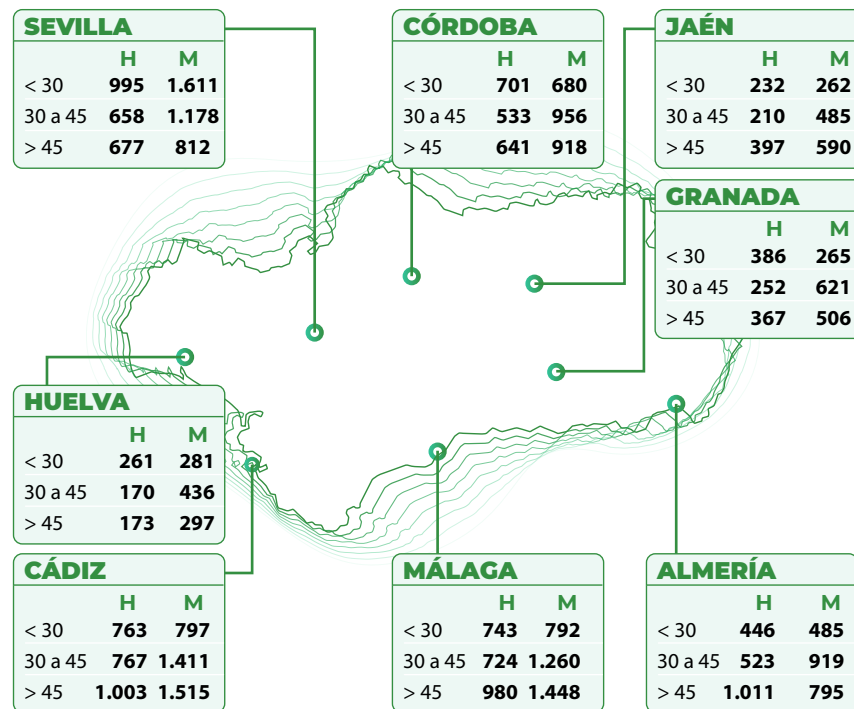 SEVILLA
H M
< 30 995 1.611
30 a 45 658 1.178
> 45 677 812
CÓRDOBA
H M
< 30 701 680
30 a 45 533 956
> 45 641 918
JAÉN
H M
< 30 232 262
30 a 45 210 485
> 45 397 590
GRANADA
H M
< 30 386 265
30 a 45 252 621
> 45 367 506
HUELVA
H M
< 30 261 281
30 a 45 170 436
> 45 173 297
CÁDIZ
H M
< 30 763 797
30 a 45 767 1.411
> 45 1.003 1.515
MÁLAGA
H M
< 30 743 792
30 a 45 724 1.260
> 45 980 1.448
ALMERÍA
H M
< 30 446 485
30 a 45 523 919
> 45 1.011 795